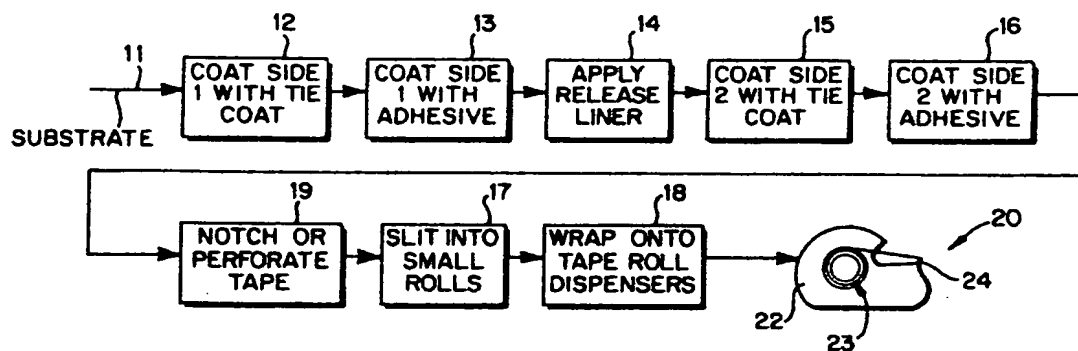 12
13
14
15
16
11
COAT SIDE
1 WITH TIE
COAT
COAT SIDE
1 WITH
ADHESIVE
APPLY
RELEASE
LINER
COAT SIDE
2 WITH TIE
COAT
COAT SIDE
2 WITH
ADHESIVE
SUBSTRATE
19
17
18
20
NOTCH OR
PERFORATE
TAPE
SLIT INTO
SMALL
ROLLS
WRAP ONTO
TAPE ROLL
DISPENSERS
24
22
23